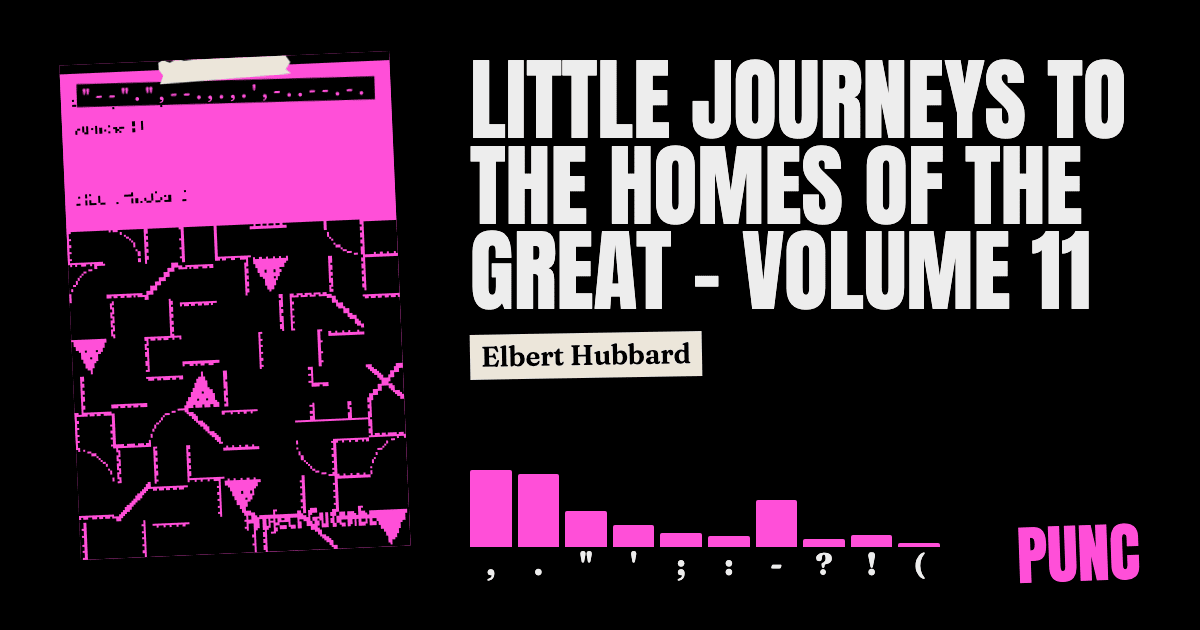 "--".",--.,.,.',-..--.-.
LITTLE JOURNEYS TO
THE HOMES OF THE
GREAT - VOLUME 11
Elbert Hubbard
, . " ' ; : - ? ! (
PUNC